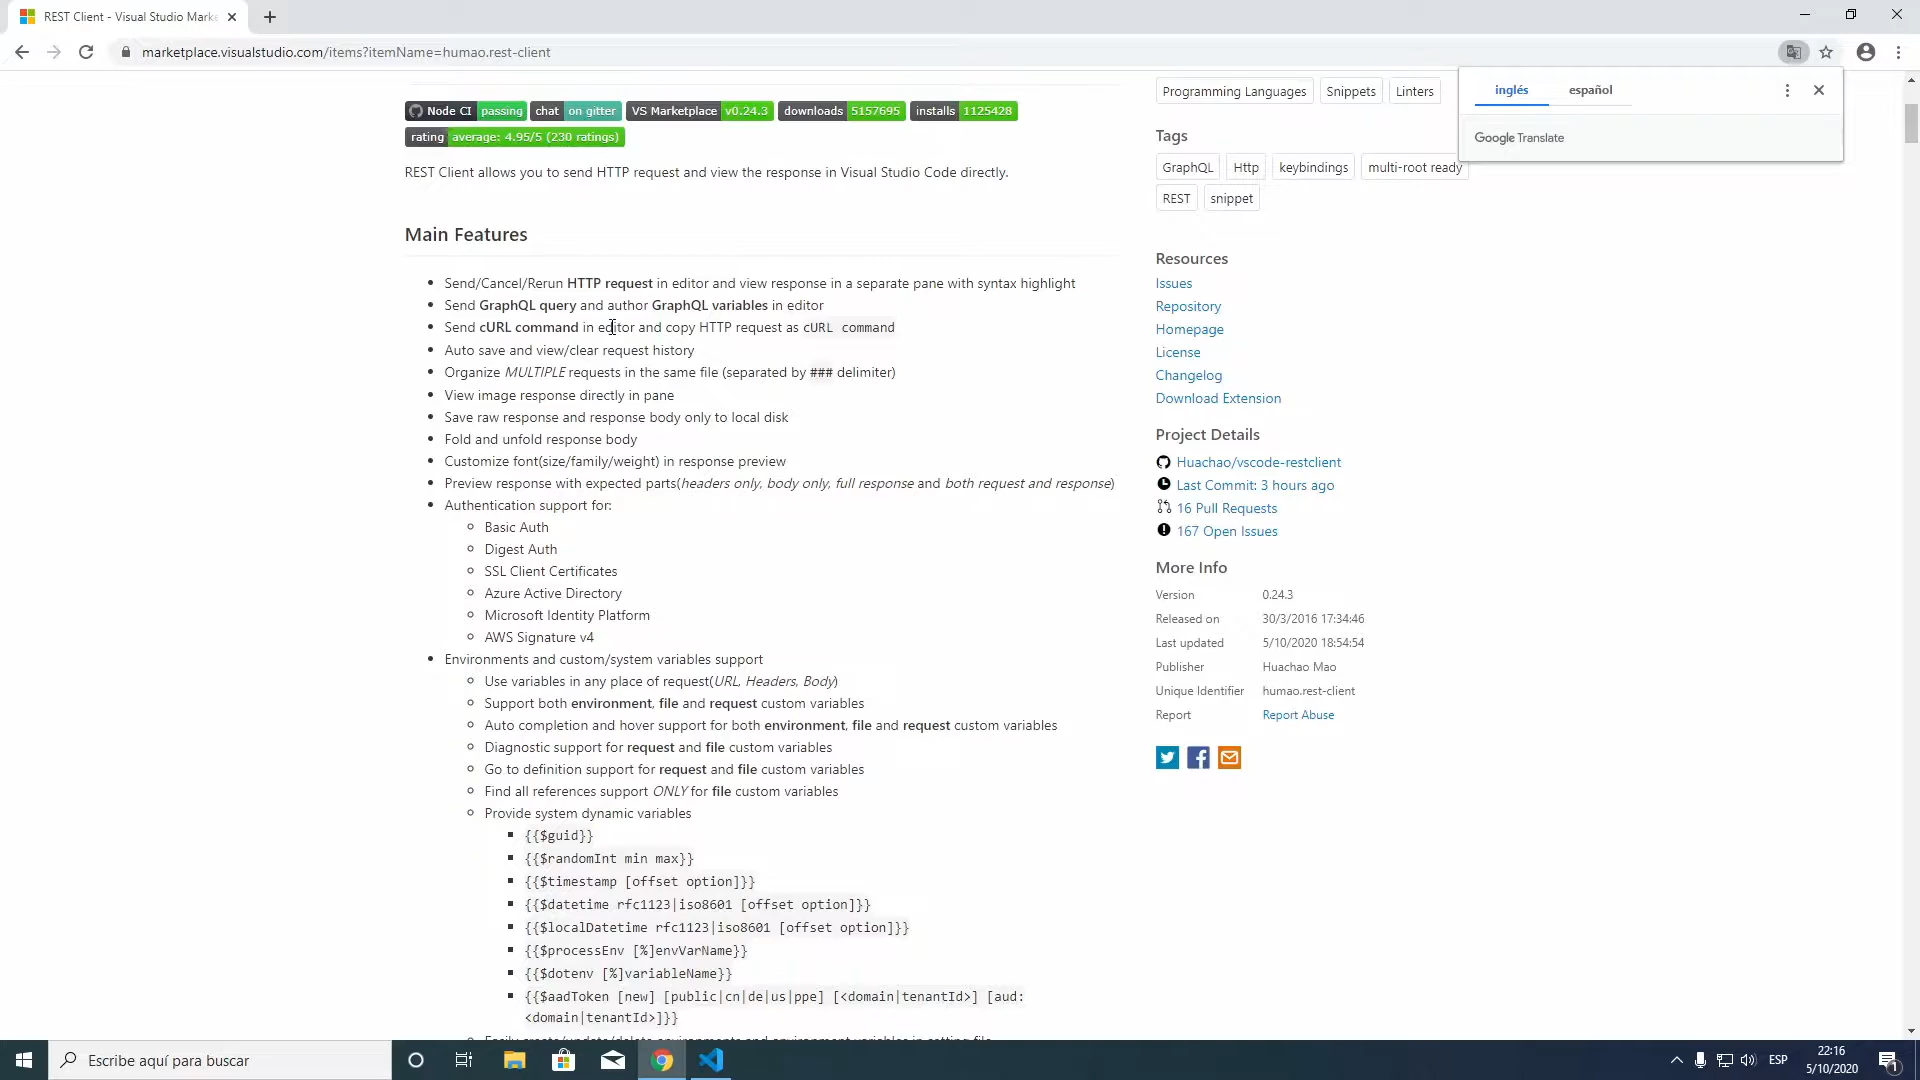 REST Client - Visual Studio Marke
marketplace.visualstudio.com/items?itemName=humao.rest-client
inglés español
Google Translate
Node CI passing chat on gitter VS Marketplace v0.24.3 downloads 5157695 installs 1125428
rating average: 4.95/5 (230 ratings)
REST Client allows you to send HTTP request and view the response in Visual Studio Code directly.
Main Features
Send/Cancel/Rerun HTTP request in editor and view response in a separate pane with syntax highlight
Send GraphQL query and author GraphQL variables in editor
Send cURL command in editor and copy HTTP request as cURL command
Auto save and view/clear request history
Organize MULTIPLE requests in the same file (separated by ### delimiter)
View image response directly in pane
Save raw response and response body only to local disk
Fold and unfold response body
Customize font(size/family/weight) in response preview
Preview response with expected parts(headers only, body only, full response and both request and response)
Authentication support for:
Basic Auth
Digest Auth
SSL Client Certificates
Azure Active Directory
Microsoft Identity Platform
AWS Signature v4
Environments and custom/system variables support
Use variables in any place of request(URL, Headers, Body)
Support both environment, file and request custom variables
Auto completion and hover support for both environment, file and request custom variables
Diagnostic support for request and file custom variables
Go to definition support for request and file custom variables
Find all references support ONLY for file custom variables
Provide system dynamic variables
{{$guid}}
{{$randomInt min max}}
{{$timestamp [offset option]}}
{{$datetime rfc1123|iso8601 [offset option]}}
{{$localDatetime rfc1123|iso8601 [offset option]}}
{{$processEnv [%]envVarName}}
{{$dotenv [%]variableName}}
{{$aadToken [new] [public|cn|de|us|ppe] [<domain|tenantId>] [aud:
<domain|tenantId>]}}
Easily create/update/delete environments and environment variables in setting file
Programming Languages Snippets Linters
Tags
GraphQL Http keybindings multi-root ready
REST snippet
Resources
Issues
Repository
Homepage
License
Changelog
Download Extension
Project Details
Huachao/vscode-restclient
Last Commit: 3 hours ago
16 Pull Requests
167 Open Issues
More Info
Version 0.24.3
Released on 30/3/2016 17:34:46
Last updated 5/10/2020 18:54:54
Publisher Huachao Mao
Unique Identifier humao.rest-client
Report Report Abuse
Escribe aquí para buscar
ESP
22:16
5/10/2020
1